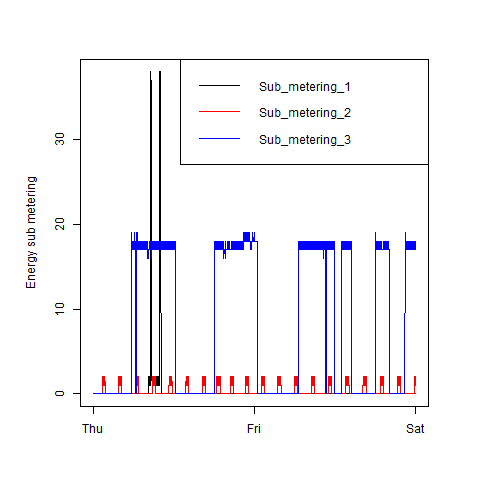 Sub_metering_1
Sub_metering_2
Sub_metering_3
Energy sub metering
30
20
10
0
Thu Fri Sat